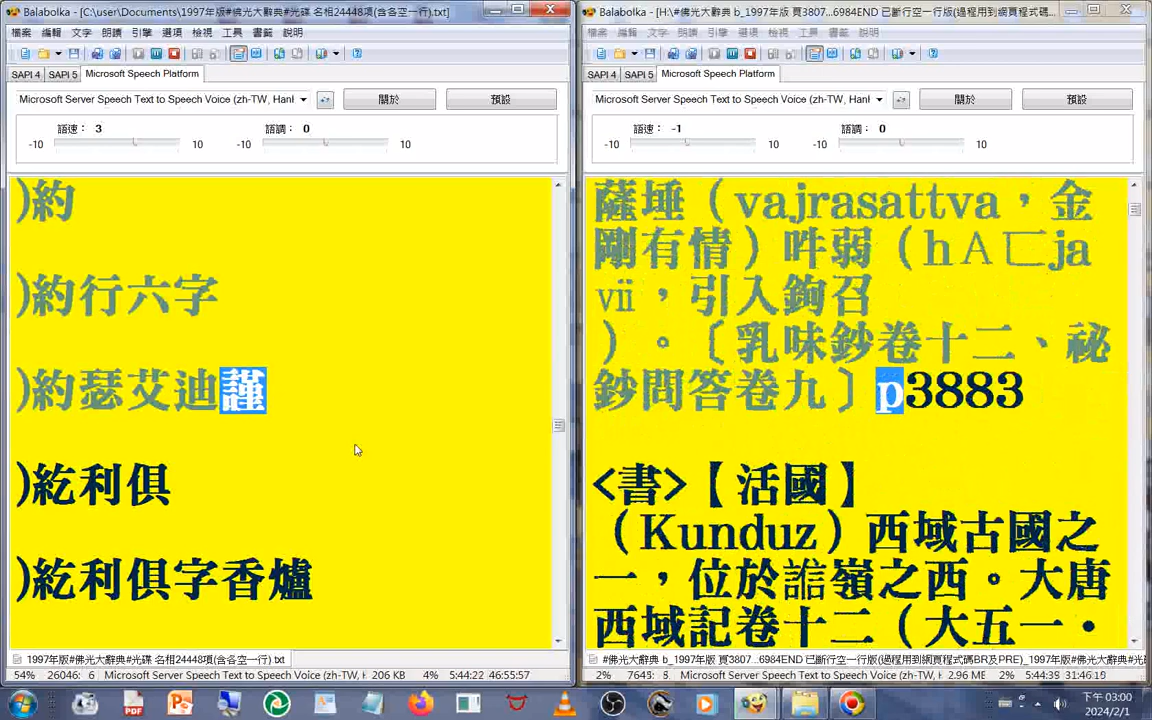 Balabolka - [C:\user\Documents\1997年版#佛光大辭典#光碟 名相24448項(含各空一行).txt]
檔案 編輯 文字 朗讀 引擎 選項 檢視 工具 書籤 說明
SAPI 4 SAPI 5 Microsoft Speech Platform
Microsoft Server Speech Text to Speech Voice (zh-TW, Hanl 關於 預設
語速： 3 語調： 0
-10 10 -10 10
)約
)約行六字
)約瑟艾迪謹
)紇利俱
)紇利俱字香爐
1997年版#佛光大辭典#光碟 名相24448項(含各空一行).txt
54% 26046: 6 Microsoft Server Speech Text to Speech Voice (zh-TW, H 206 KB 4% 5:44:22 46:55:57
Balabolka - [H:\#佛光大辭典 b_1997年版 頁3807...6984END 已斷行空一行版(過程用到網頁程式碼...
檔案 編輯 文字 朗讀 引擎 選項 檢視 工具 書籤 說明
SAPI 4 SAPI 5 Microsoft Speech Platform
Microsoft Server Speech Text to Speech Voice (zh-TW, Hanl 關於 預設
語速： -1 語調： 0
-10 10 -10 10
薩埵（vajrasattva，金
剛有情）吽弱（hＡㄈja
ⅶ，引入鉤召
）。〔乳味鈔卷十二、祕
鈔問答卷九〕p3883
<書>【活國】
（Kunduz）西域古國之
一，位於嶺之西。大唐
西域記卷十二（大五一‧
#佛光大辭典 b_1997年版 頁3807...6984END 已斷行空一行版(過程用到網頁程式碼BR及PRE)_1997年版#佛光
2% 7645: 8 Microsoft Server Speech Text to Speech Voice (zh-TW, H 2.96 ME 2% 5:44:39 31:46:19
下午 03:00
2024/2/1